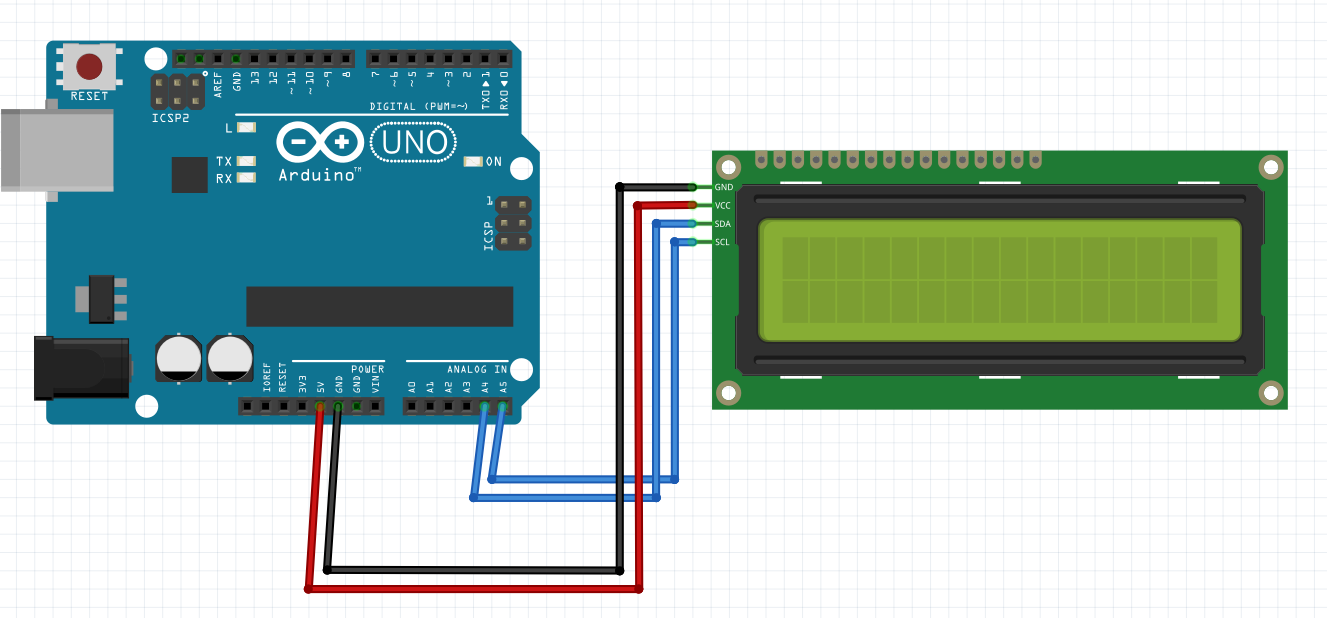 RESET
ICSP2
AREF
GND
13
12
~11
~10
~9
8
7
~6
~5
4
~3
2
TX0▶1
RX0◀0
DIGITAL (PWM=~)
L
TX
RX
UNO
ON
Arduino™
1
ICSP
GND
VCC
SDA
SCL
POWER
ANALOG IN
IOREF
RESET
3V3
5V
GND
GND
VIN
A0
A1
A2
A3
A4
A5